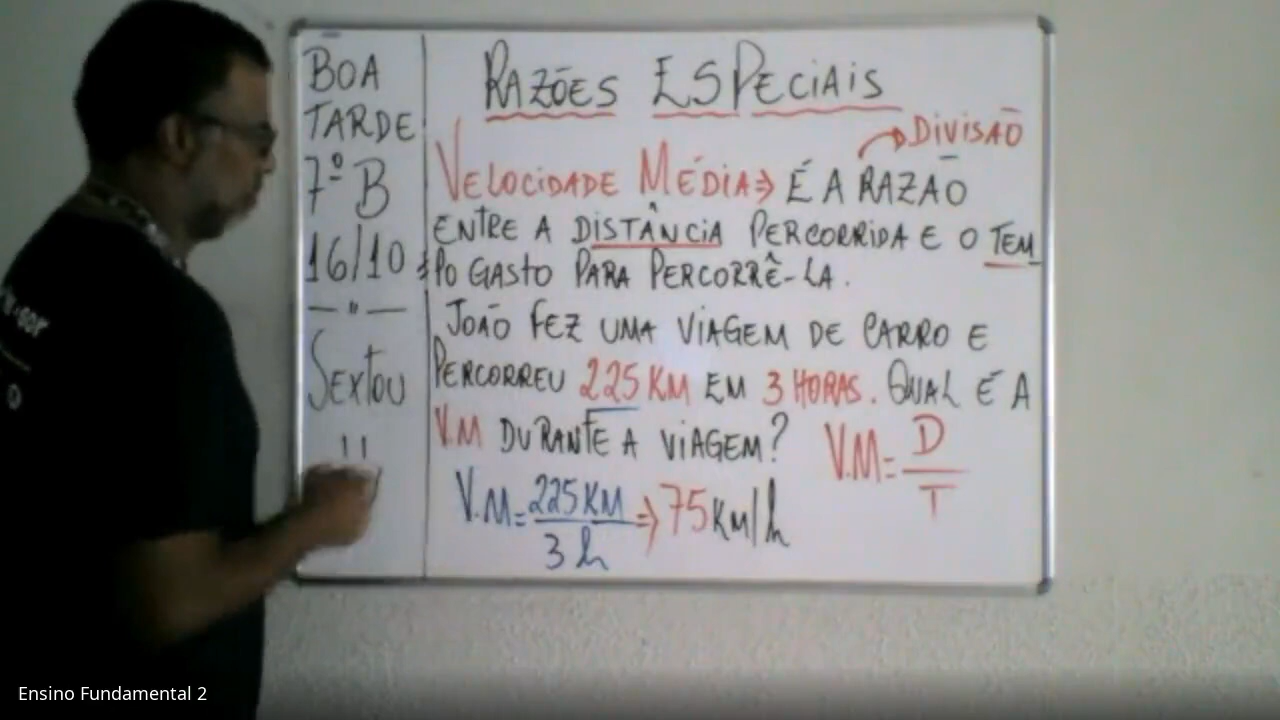 BOA
TARDE
7º B
16/10
— " —
SEXTOU
RAZÕES ESPECIAIS
DIVISÃO
VELOCIDADE MÉDIA⇒ É A RAZÃO
ENTRE A DISTÂNCIA PERCORRIDA E O TEM
PO GASTO PARA PERCORRÊ-LA.
JOÃO FEZ UMA VIAGEM DE CARRO E
PERCORREU 225 KM EM 3 HORAS. QUAL É A
V.M DURANTE A VIAGEM?
V.M = D
T
V.M = 225 KM ⇒ 75 KM/h
3 h
Ensino Fundamental 2